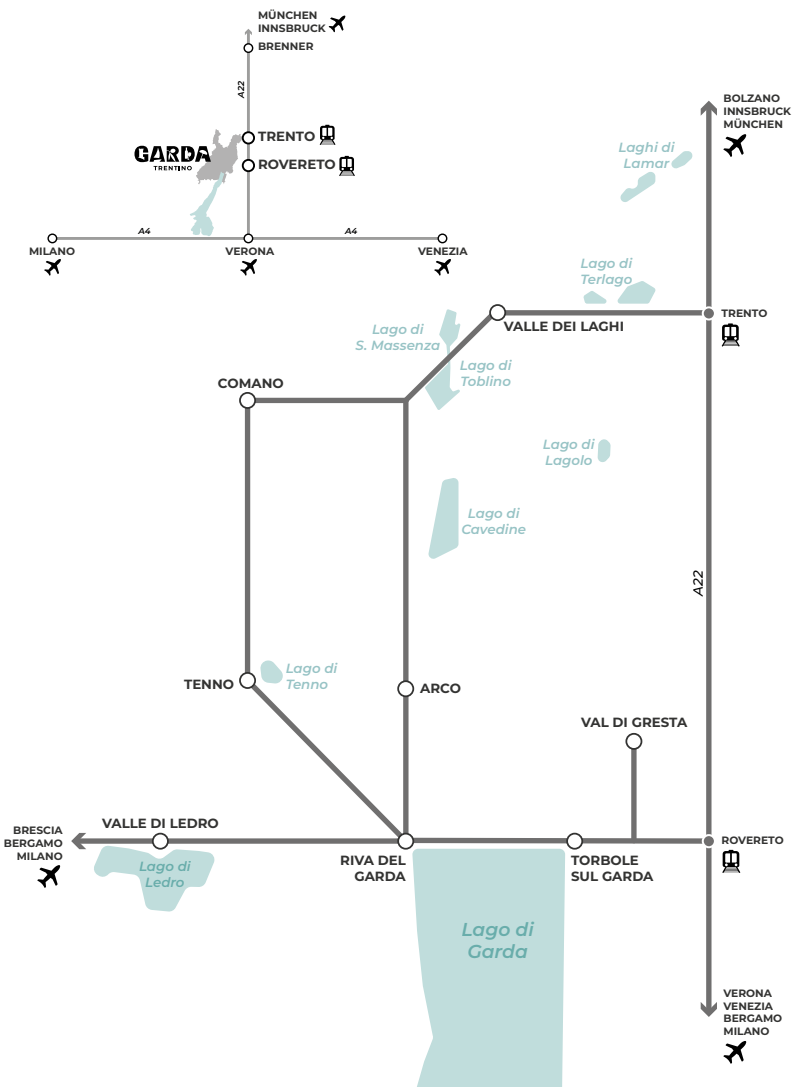 MÜNCHEN
INNSBRUCK
BRENNER
A22
GARDA
TRENTINO
TRENTO
ROVERETO
A4
A4
MILANO
VERONA
VENEZIA
BOLZANO
INNSBRUCK
MÜNCHEN
Laghi di
Lamar
Lago di
Terlago
TRENTO
VALLE DEI LAGHI
Lago di
S. Massenza
Lago di
Toblino
COMANO
Lago di
Lagolo
Lago di
Cavedine
A22
Lago di
Tenno
TENNO
ARCO
VAL DI GRESTA
VALLE DI LEDRO
BRESCIA
BERGAMO
MILANO
ROVERETO
RIVA DEL
GARDA
TORBOLE
SUL GARDA
Lago di
Ledro
Lago di
Garda
VERONA
VENEZIA
BERGAMO
MILANO